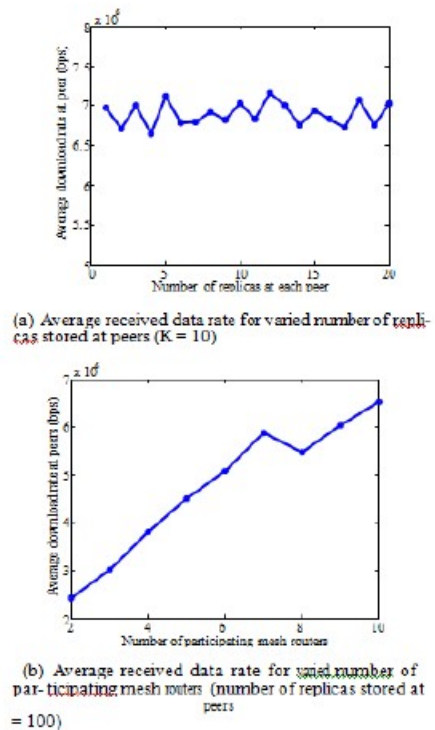 x 10⁶
8
7.5
7
6.5
6
5.5
5
Average download rate at peer (bps)
0 5 10 15 20
Number of replicas at each peer
(a) Average received data rate for varied number of repli-
cas stored at peers (K = 10)
x 10⁶
7
6
5
4
3
2
Average download rate at peers (bps)
2 4 6 8 10
Number of participating mesh routers
(b) Average received data rate for varied number of
par- ticipating mesh routers (number of replicas stored at
peers
= 100)